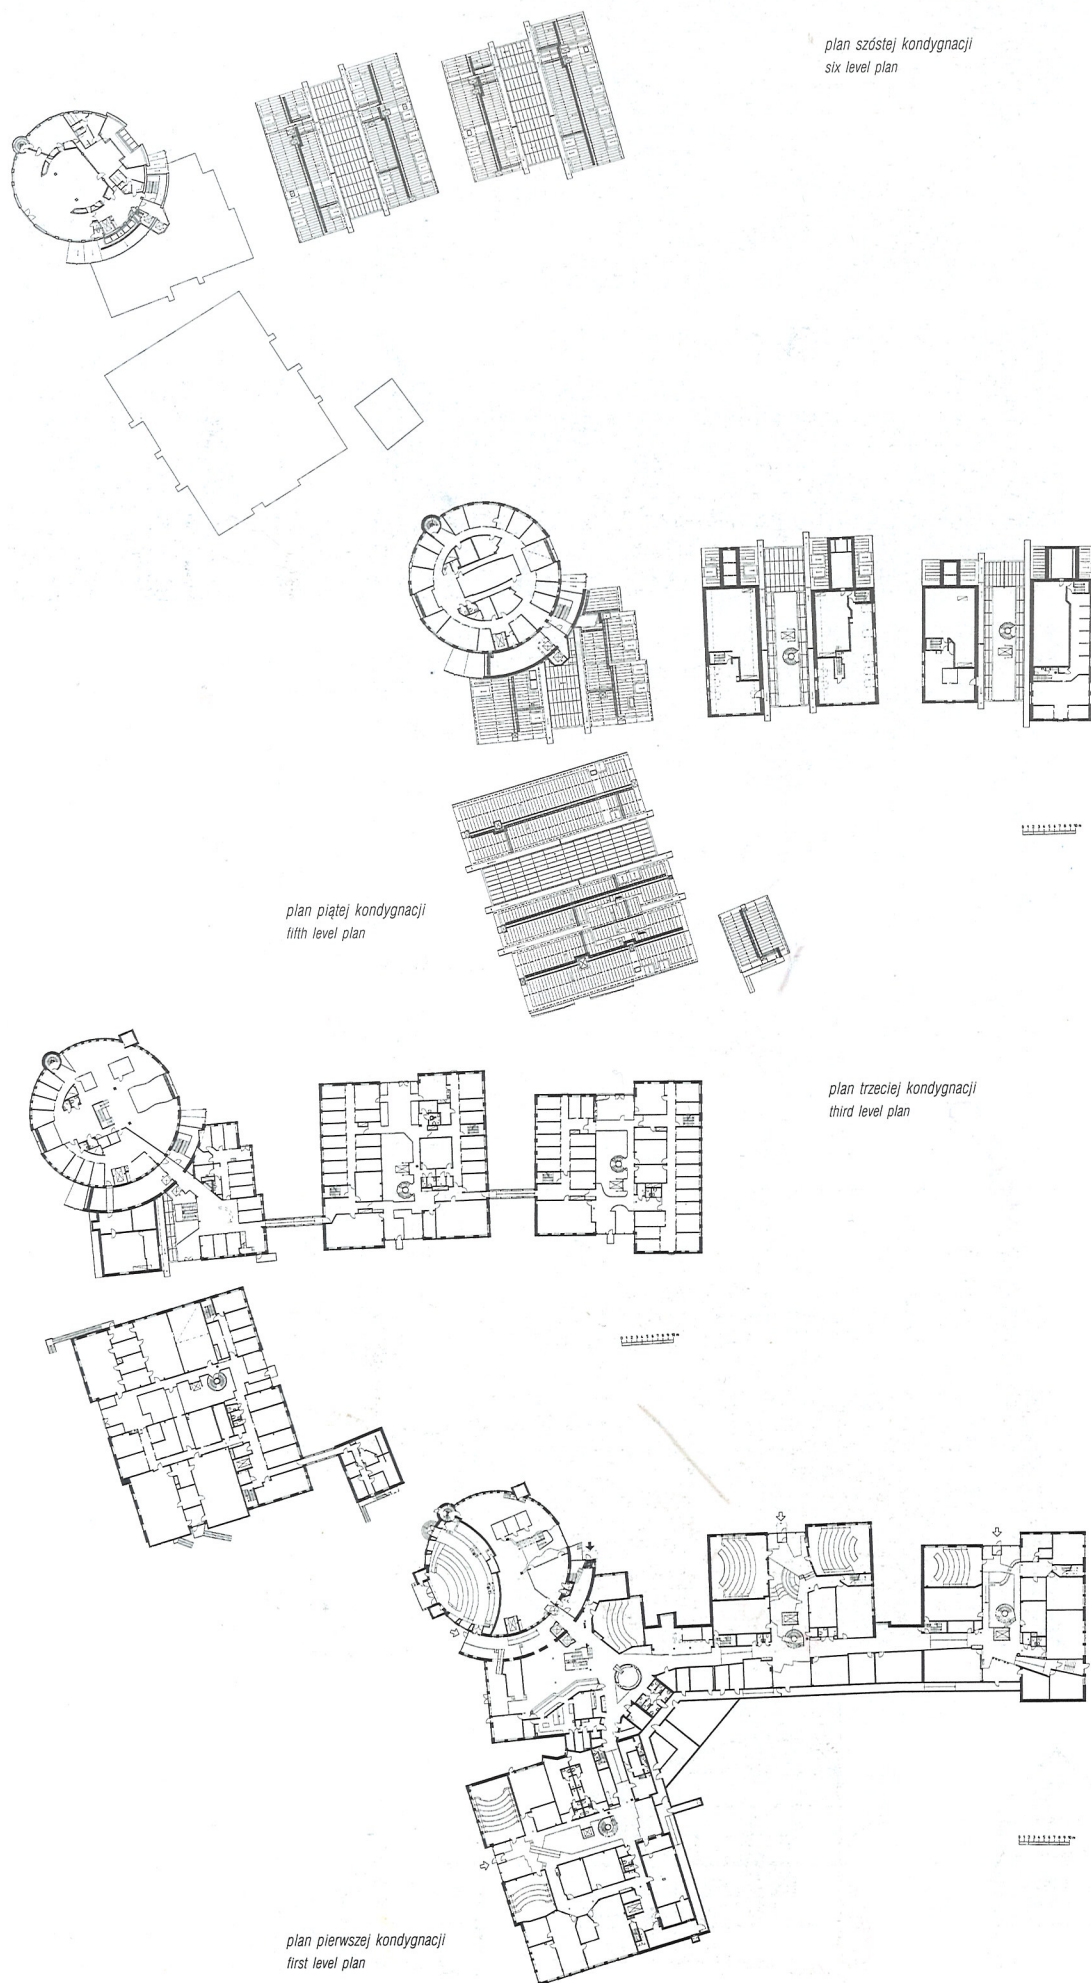 plan szóstej kondygnacji
six level plan
plan piątej kondygnacji
fifth level plan
plan trzeciej kondygnacji
third level plan
plan pierwszej kondygnacji
first level plan